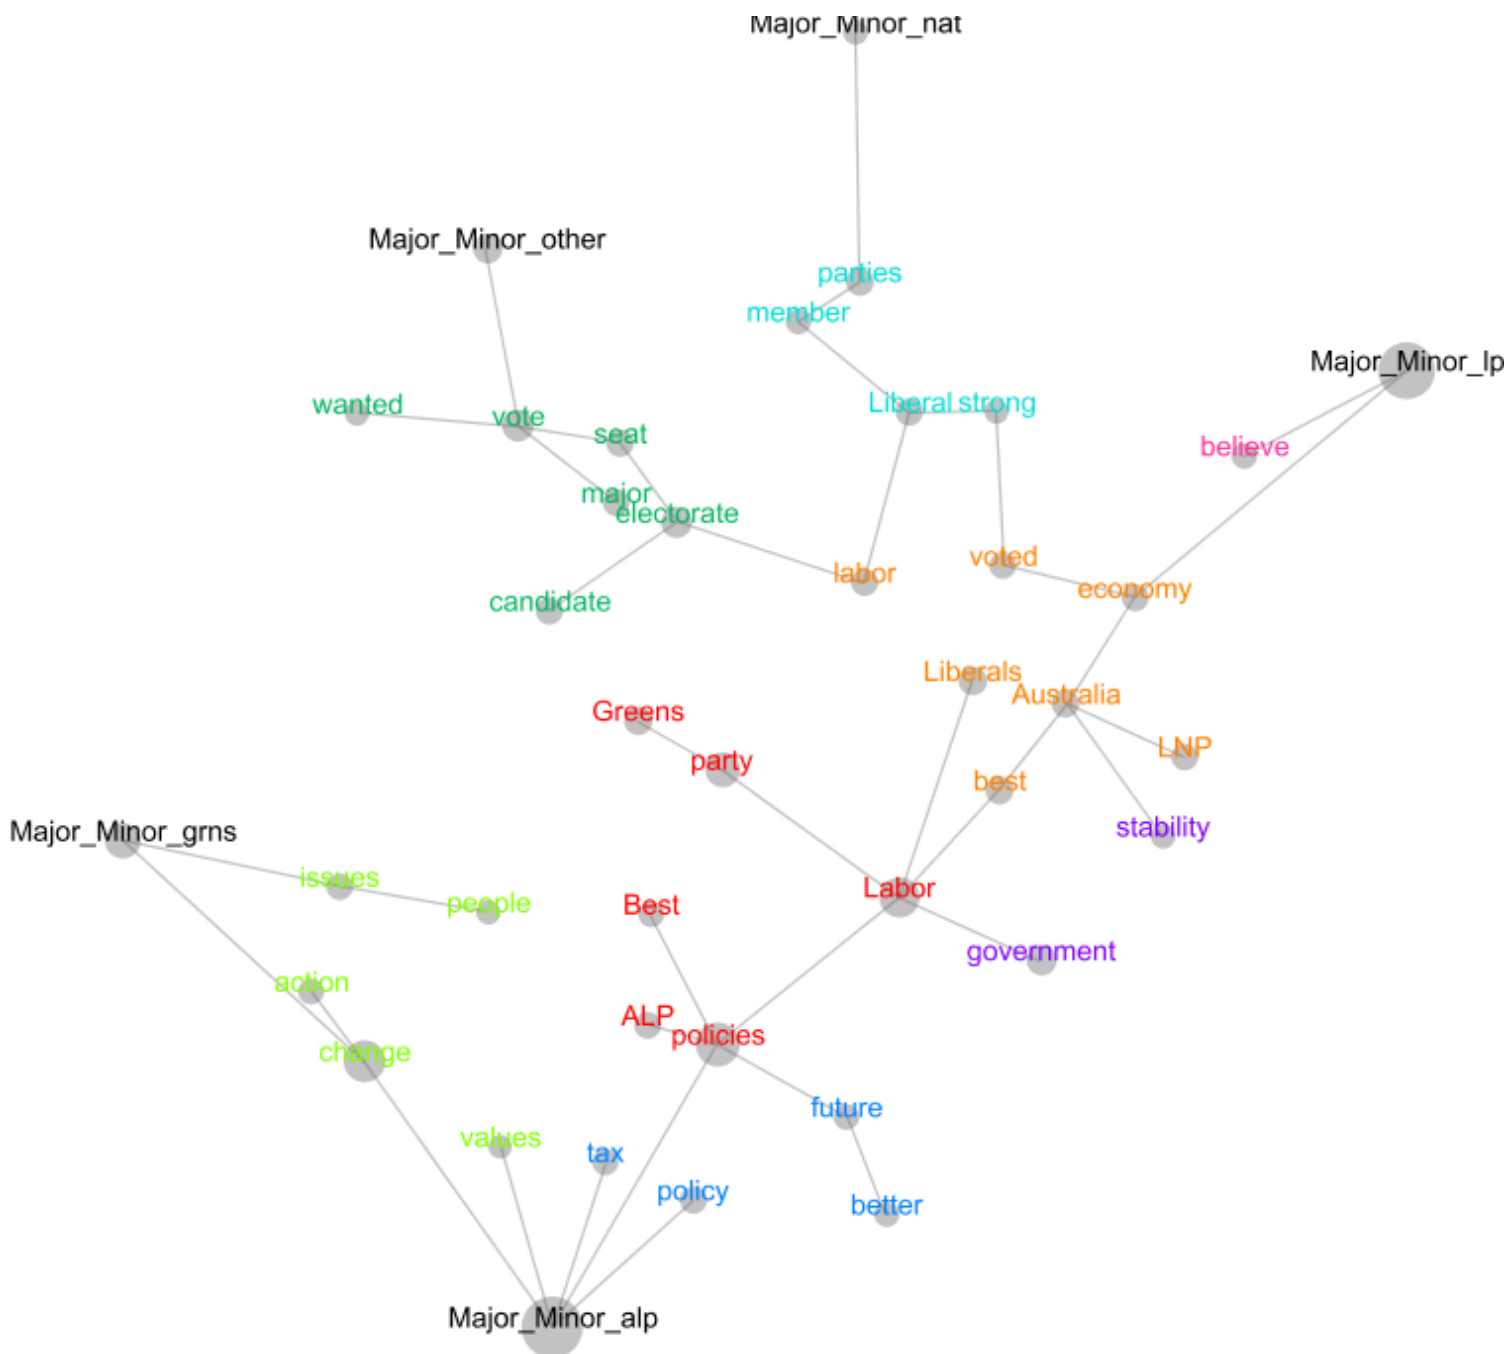 Major_Minor_nat
Major_Minor_other
parties
member
Major_Minor_lp
wanted
vote
Liberal
strong
seat
believe
major
electorate
voted
labor
economy
candidate
Liberals
Australia
Greens
party
LNP
best
stability
Major_Minor_grns
issues
people
Best
Labor
government
action
ALP
policies
change
future
values
tax
policy
better
Major_Minor_alp